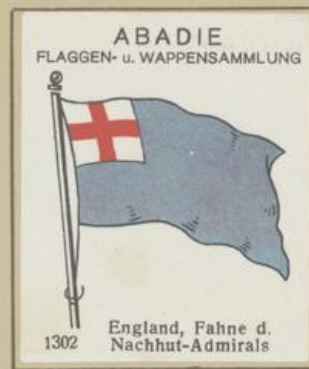 ABADIE
FLAGGEN- u. WAPPENSAMMLUNG
1302
England, Fahne d.
Nachhut-Admirals